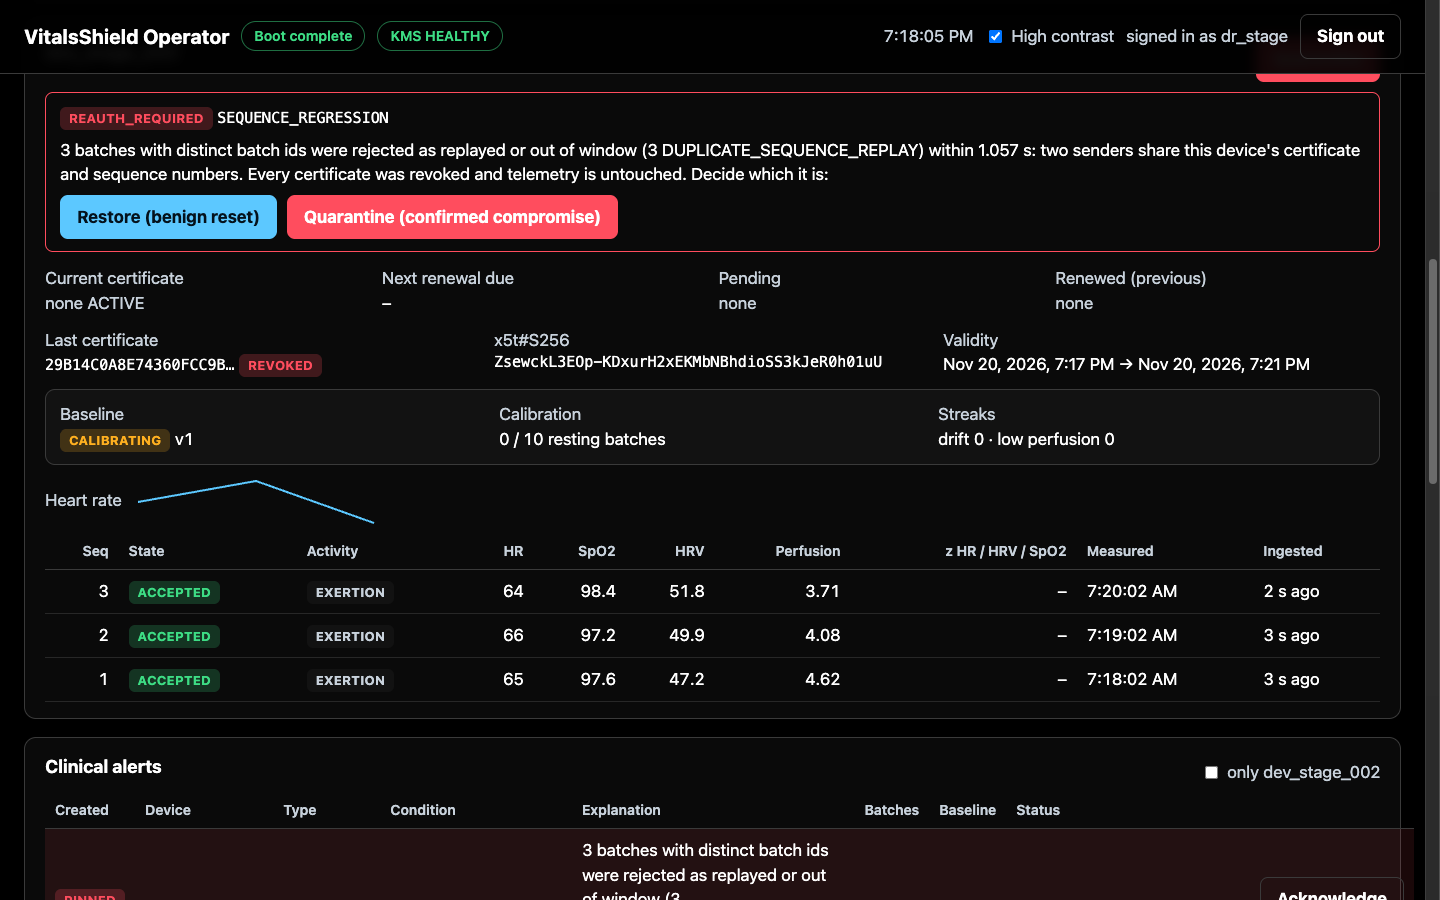 VitalsShield Operator
Boot complete
KMS HEALTHY
7:18:05 PM
High contrast
signed in as dr_stage
Sign out
REAUTH_REQUIRED SEQUENCE_REGRESSION
3 batches with distinct batch ids were rejected as replayed or out of window (3 DUPLICATE_SEQUENCE_REPLAY) within 1.057 s: two senders share this device's certificate
and sequence numbers. Every certificate was revoked and telemetry is untouched. Decide which it is:
Restore (benign reset)
Quarantine (confirmed compromise)
Current certificate
none ACTIVE
Next renewal due
–
Pending
none
Renewed (previous)
none
Last certificate
29B14C0A8E74360FCC9B… REVOKED
x5t#S256
ZsewckL3EOp-KDxurH2xEKMbNBhdioSS3kJeR0h01uU
Validity
Nov 20, 2026, 7:17 PM → Nov 20, 2026, 7:21 PM
Baseline
CALIBRATING v1
Calibration
0 / 10 resting batches
Streaks
drift 0 · low perfusion 0
Heart rate
Seq State Activity HR SpO2 HRV Perfusion z HR / HRV / SpO2 Measured Ingested
3 ACCEPTED EXERTION 64 98.4 51.8 3.71 – 7:20:02 AM 2 s ago
2 ACCEPTED EXERTION 66 97.2 49.9 4.08 – 7:19:02 AM 3 s ago
1 ACCEPTED EXERTION 65 97.6 47.2 4.62 – 7:18:02 AM 3 s ago
Clinical alerts
only dev_stage_002
Created Device Type Condition Explanation Batches Baseline Status
3 batches with distinct batch ids
were rejected as replayed or out
of window (3
PINNED
Acknowledge